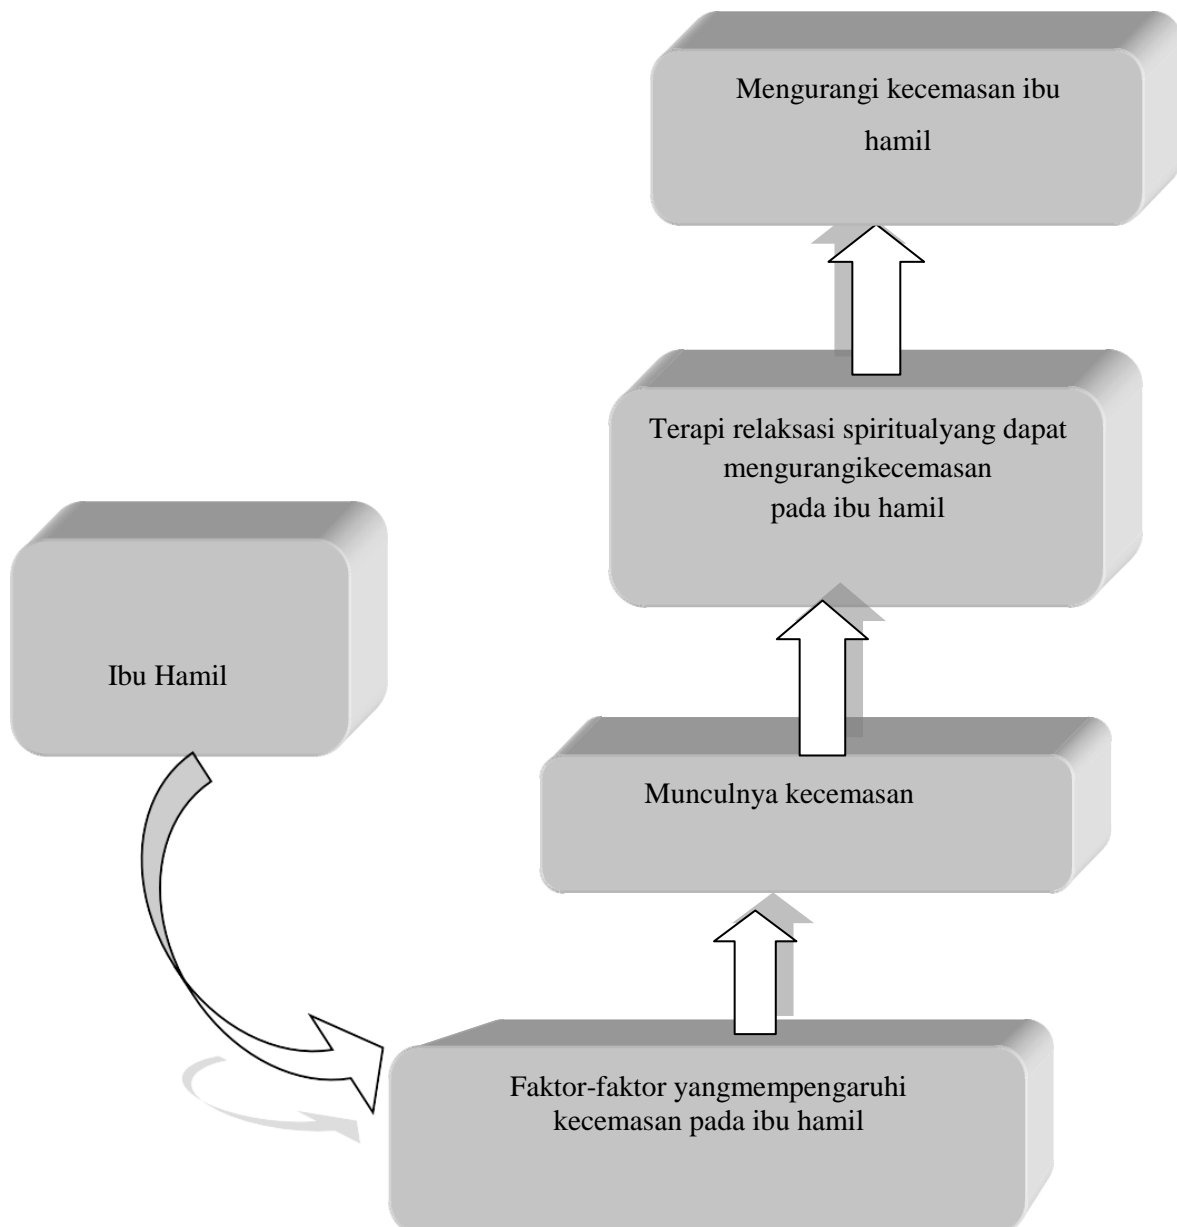 Mengurangi kecemasan ibu
hamil
Terapi relaksasi spiritualyang dapat
mengurangikecemasan
pada ibu hamil
Ibu Hamil
Munculnya kecemasan
Faktor-faktor yangmempengaruhi
kecemasan pada ibu hamil